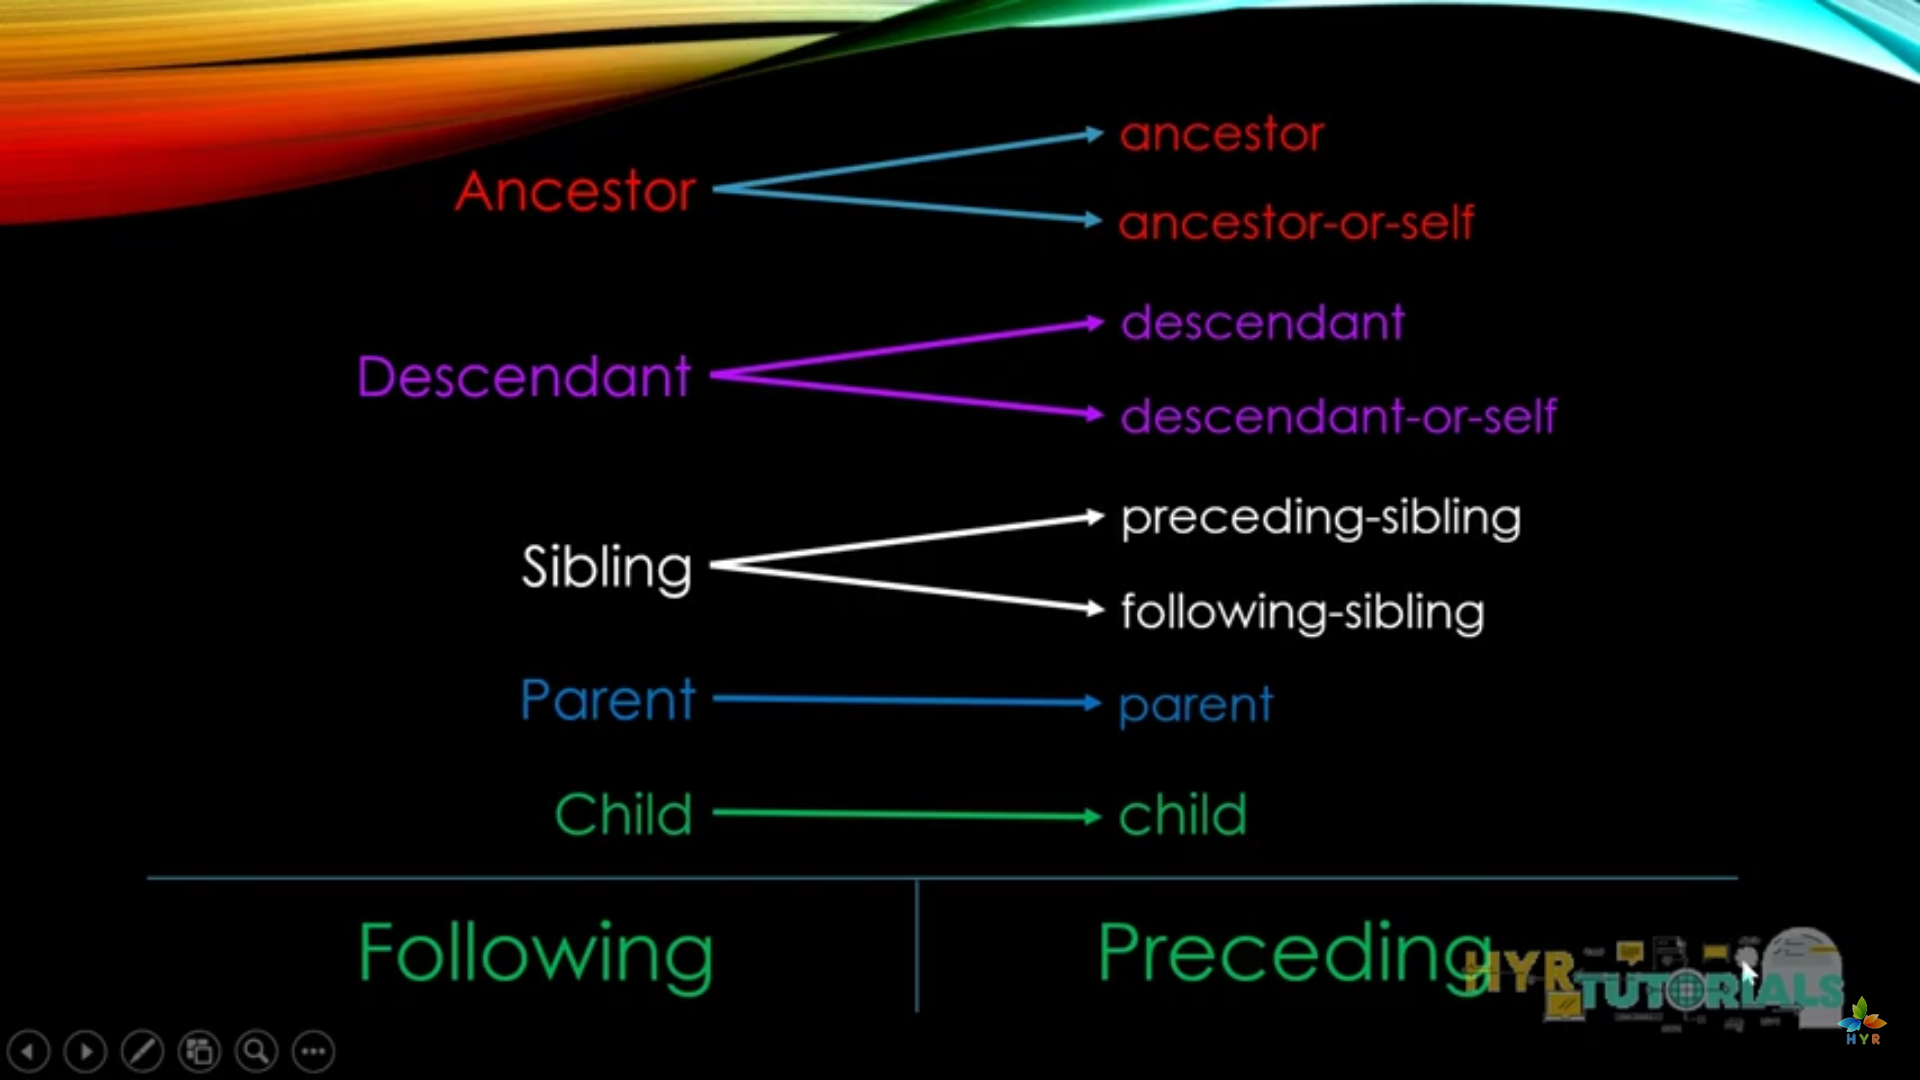 ancestor
Ancestor
ancestor-or-self
descendant
Descendant
descendant-or-self
preceding-sibling
Sibling
following-sibling
Parent parent
Child child
Following Preceding
HYR
TUTORIALS
HYR